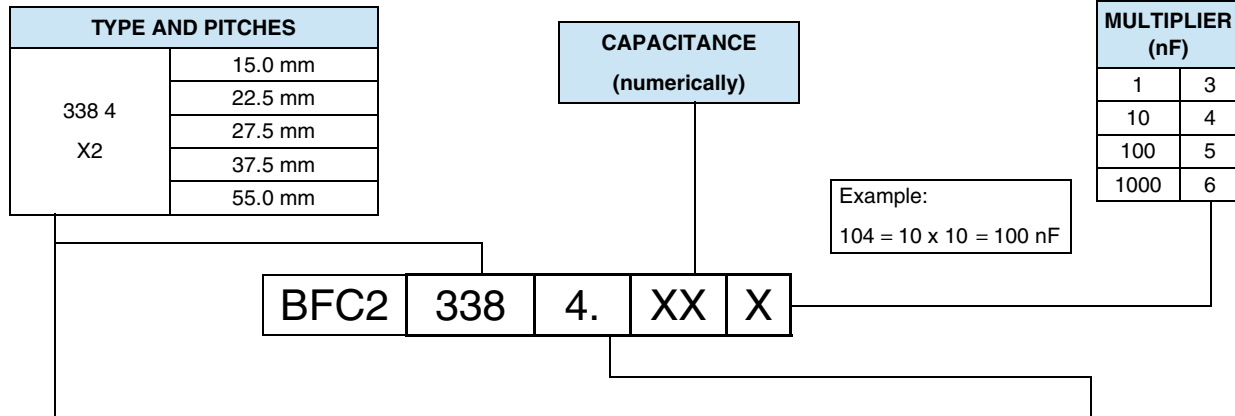 TYPE AND PITCHES
338 4
X2
15.0 mm
22.5 mm
27.5 mm
37.5 mm
55.0 mm
CAPACITANCE
(numerically)
MULTIPLIER
(nF)
1 3
10 4
100 5
1000 6
Example:
104 = 10 x 10 = 100 nF
BFC2 338 4. XX X